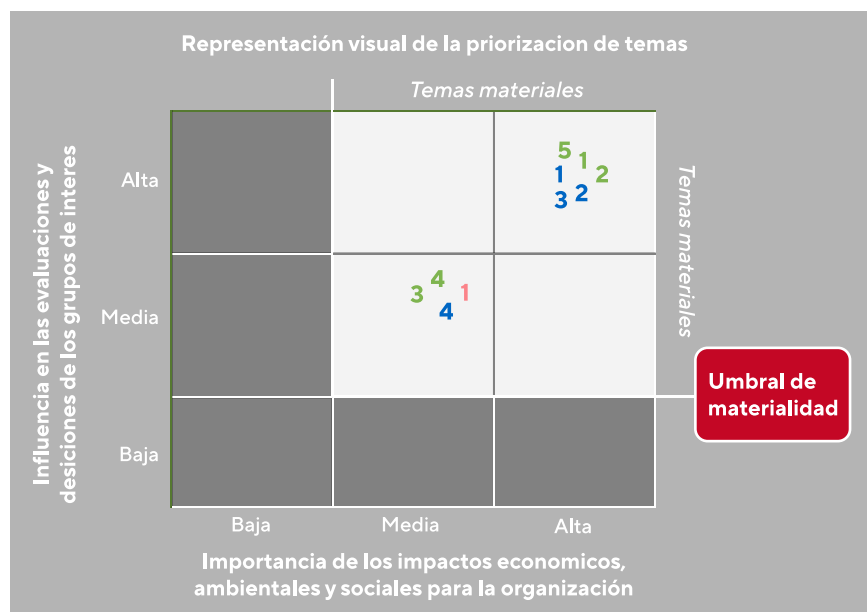 Representación visual de la priorizacion de temas
Temas materiales
Influencia en las evaluaciones y
desiciones de los grupos de interes
Alta
5
1
1
2
3
2
Temas materiales
Media
4
3
1
4
Umbral de
materialidad
Baja
Baja
Media
Alta
Importancia de los impactos economicos,
ambientales y sociales para la organización